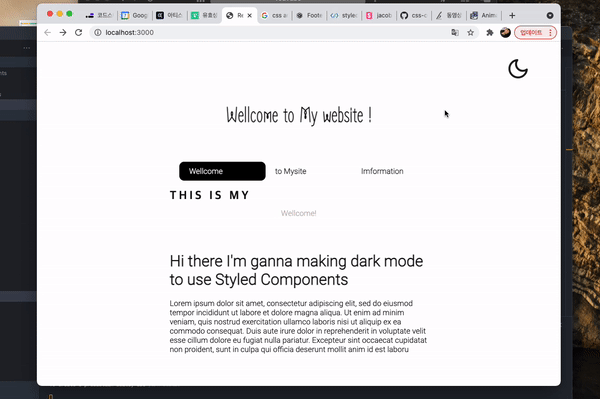 코드스
Goog
아티스
유효성
Re
css a
Foote
style
jacob
css-c
동영상
Anim
localhost:3000
업데이트
Wellcome to My website !
Wellcome
to Mysite
Imformation
THIS IS MY
Wellcome!
Hi there I'm ganna making dark mode
to use Styled Components
Lorem ipsum dolor sit amet, consectetur adipiscing elit, sed do eiusmod
tempor incididunt ut labore et dolore magna aliqua. Ut enim ad minim
veniam, quis nostrud exercitation ullamco laboris nisi ut aliquip ex ea
commodo consequat. Duis aute irure dolor in reprehenderit in voluptate velit
esse cillum dolore eu fugiat nulla pariatur. Excepteur sint occaecat cupidatat
non proident, sunt in culpa qui officia deserunt mollit anim id est laboru